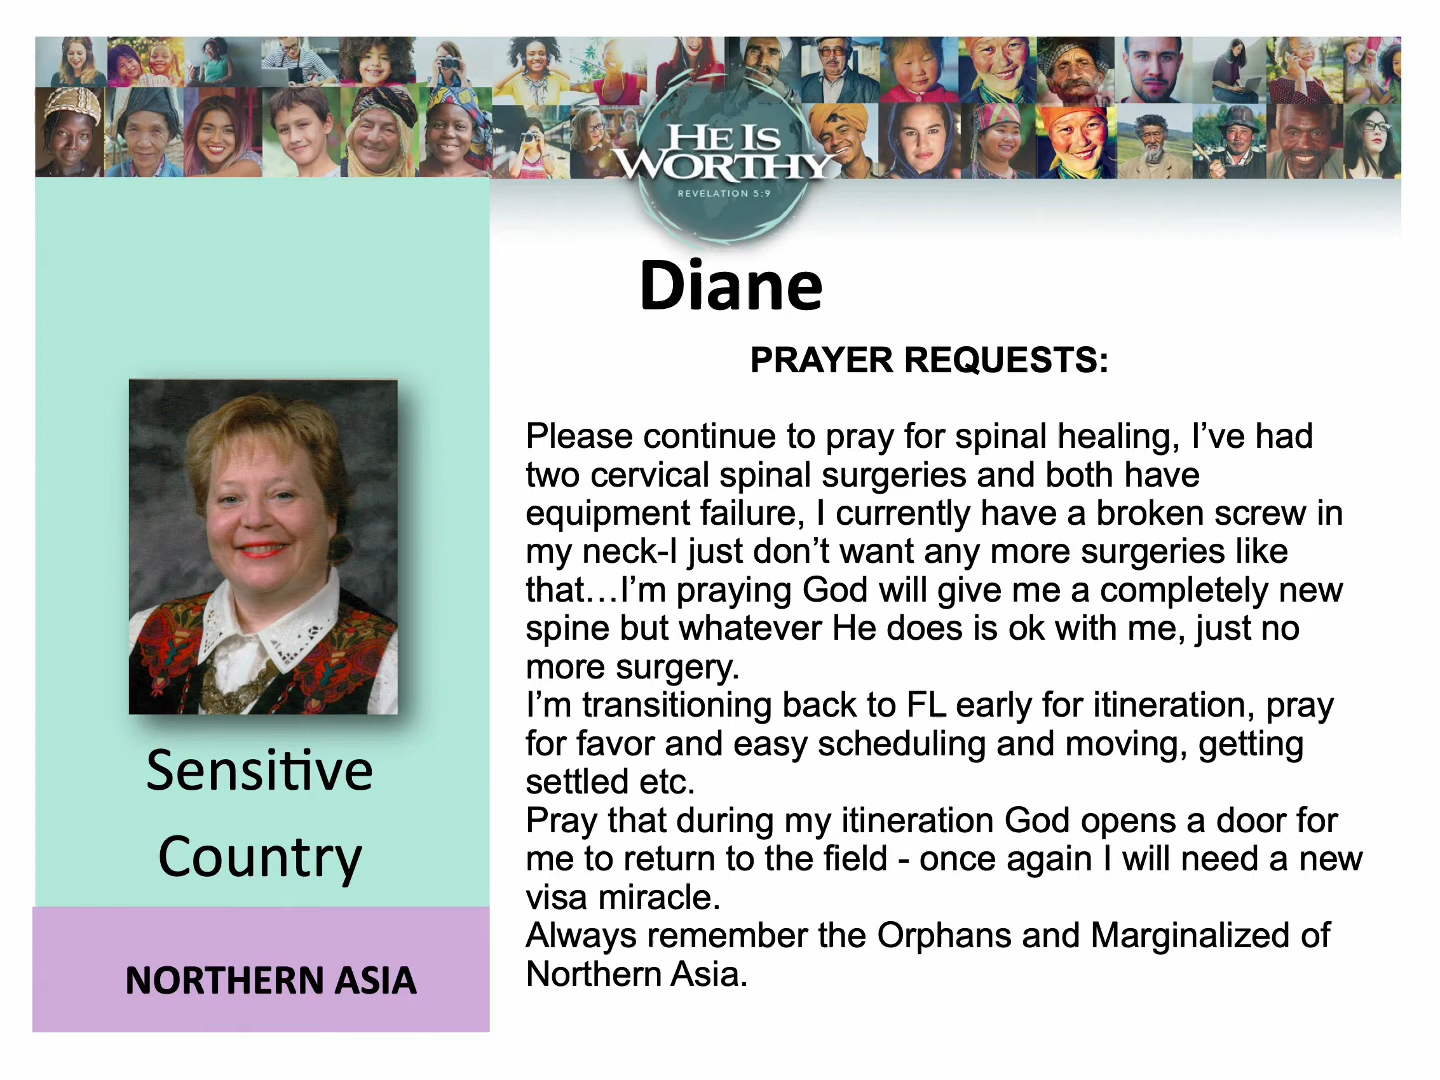 HE IS
WORTHY
REVELATION 5:9
Diane
PRAYER REQUESTS:
Please continue to pray for spinal healing, I’ve had
two cervical spinal surgeries and both have
equipment failure, I currently have a broken screw in
my neck-I just don’t want any more surgeries like
that…I’m praying God will give me a completely new
spine but whatever He does is ok with me, just no
more surgery.
I’m transitioning back to FL early for itineration, pray
for favor and easy scheduling and moving, getting
settled etc.
Pray that during my itineration God opens a door for
me to return to the field - once again I will need a new
visa miracle.
Always remember the Orphans and Marginalized of
Northern Asia.
Sensitive
Country
NORTHERN ASIA